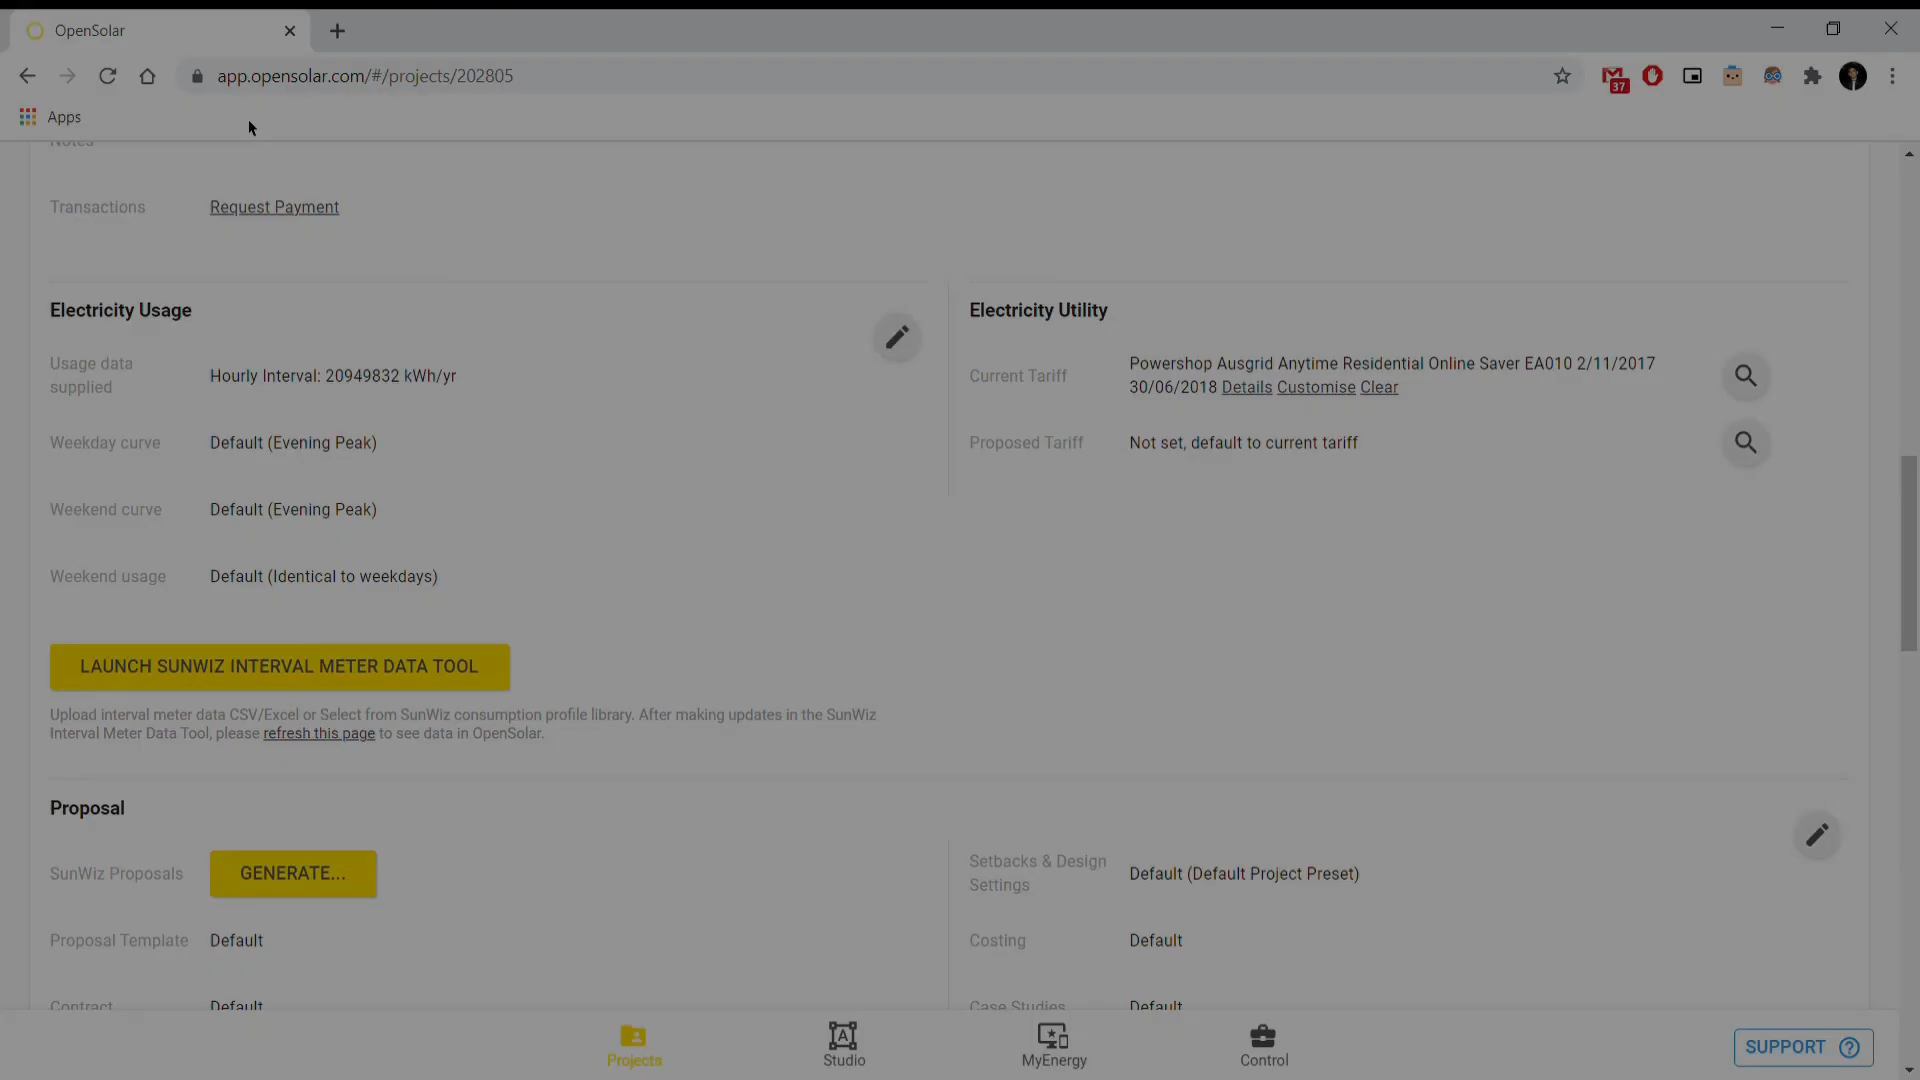 OpenSolar
app.opensolar.com/#/projects/202805
37
Apps
Notes
Transactions Request Payment
Electricity Usage
Usage data supplied Hourly Interval: 20949832 kWh/yr
Weekday curve Default (Evening Peak)
Weekend curve Default (Evening Peak)
Weekend usage Default (Identical to weekdays)
LAUNCH SUNWIZ INTERVAL METER DATA TOOL
Upload interval meter data CSV/Excel or Select from SunWiz consumption profile library. After making updates in the SunWiz
Interval Meter Data Tool, please refresh this page to see data in OpenSolar.
Electricity Utility
Current Tariff Powershop Ausgrid Anytime Residential Online Saver EA010 2/11/2017
30/06/2018 Details Customise Clear
Proposed Tariff Not set, default to current tariff
Proposal
SunWiz Proposals GENERATE...
Proposal Template Default
Contract Default
Setbacks & Design
Settings Default (Default Project Preset)
Costing Default
Case Studies Default
Projects
Studio
MyEnergy
Control
SUPPORT